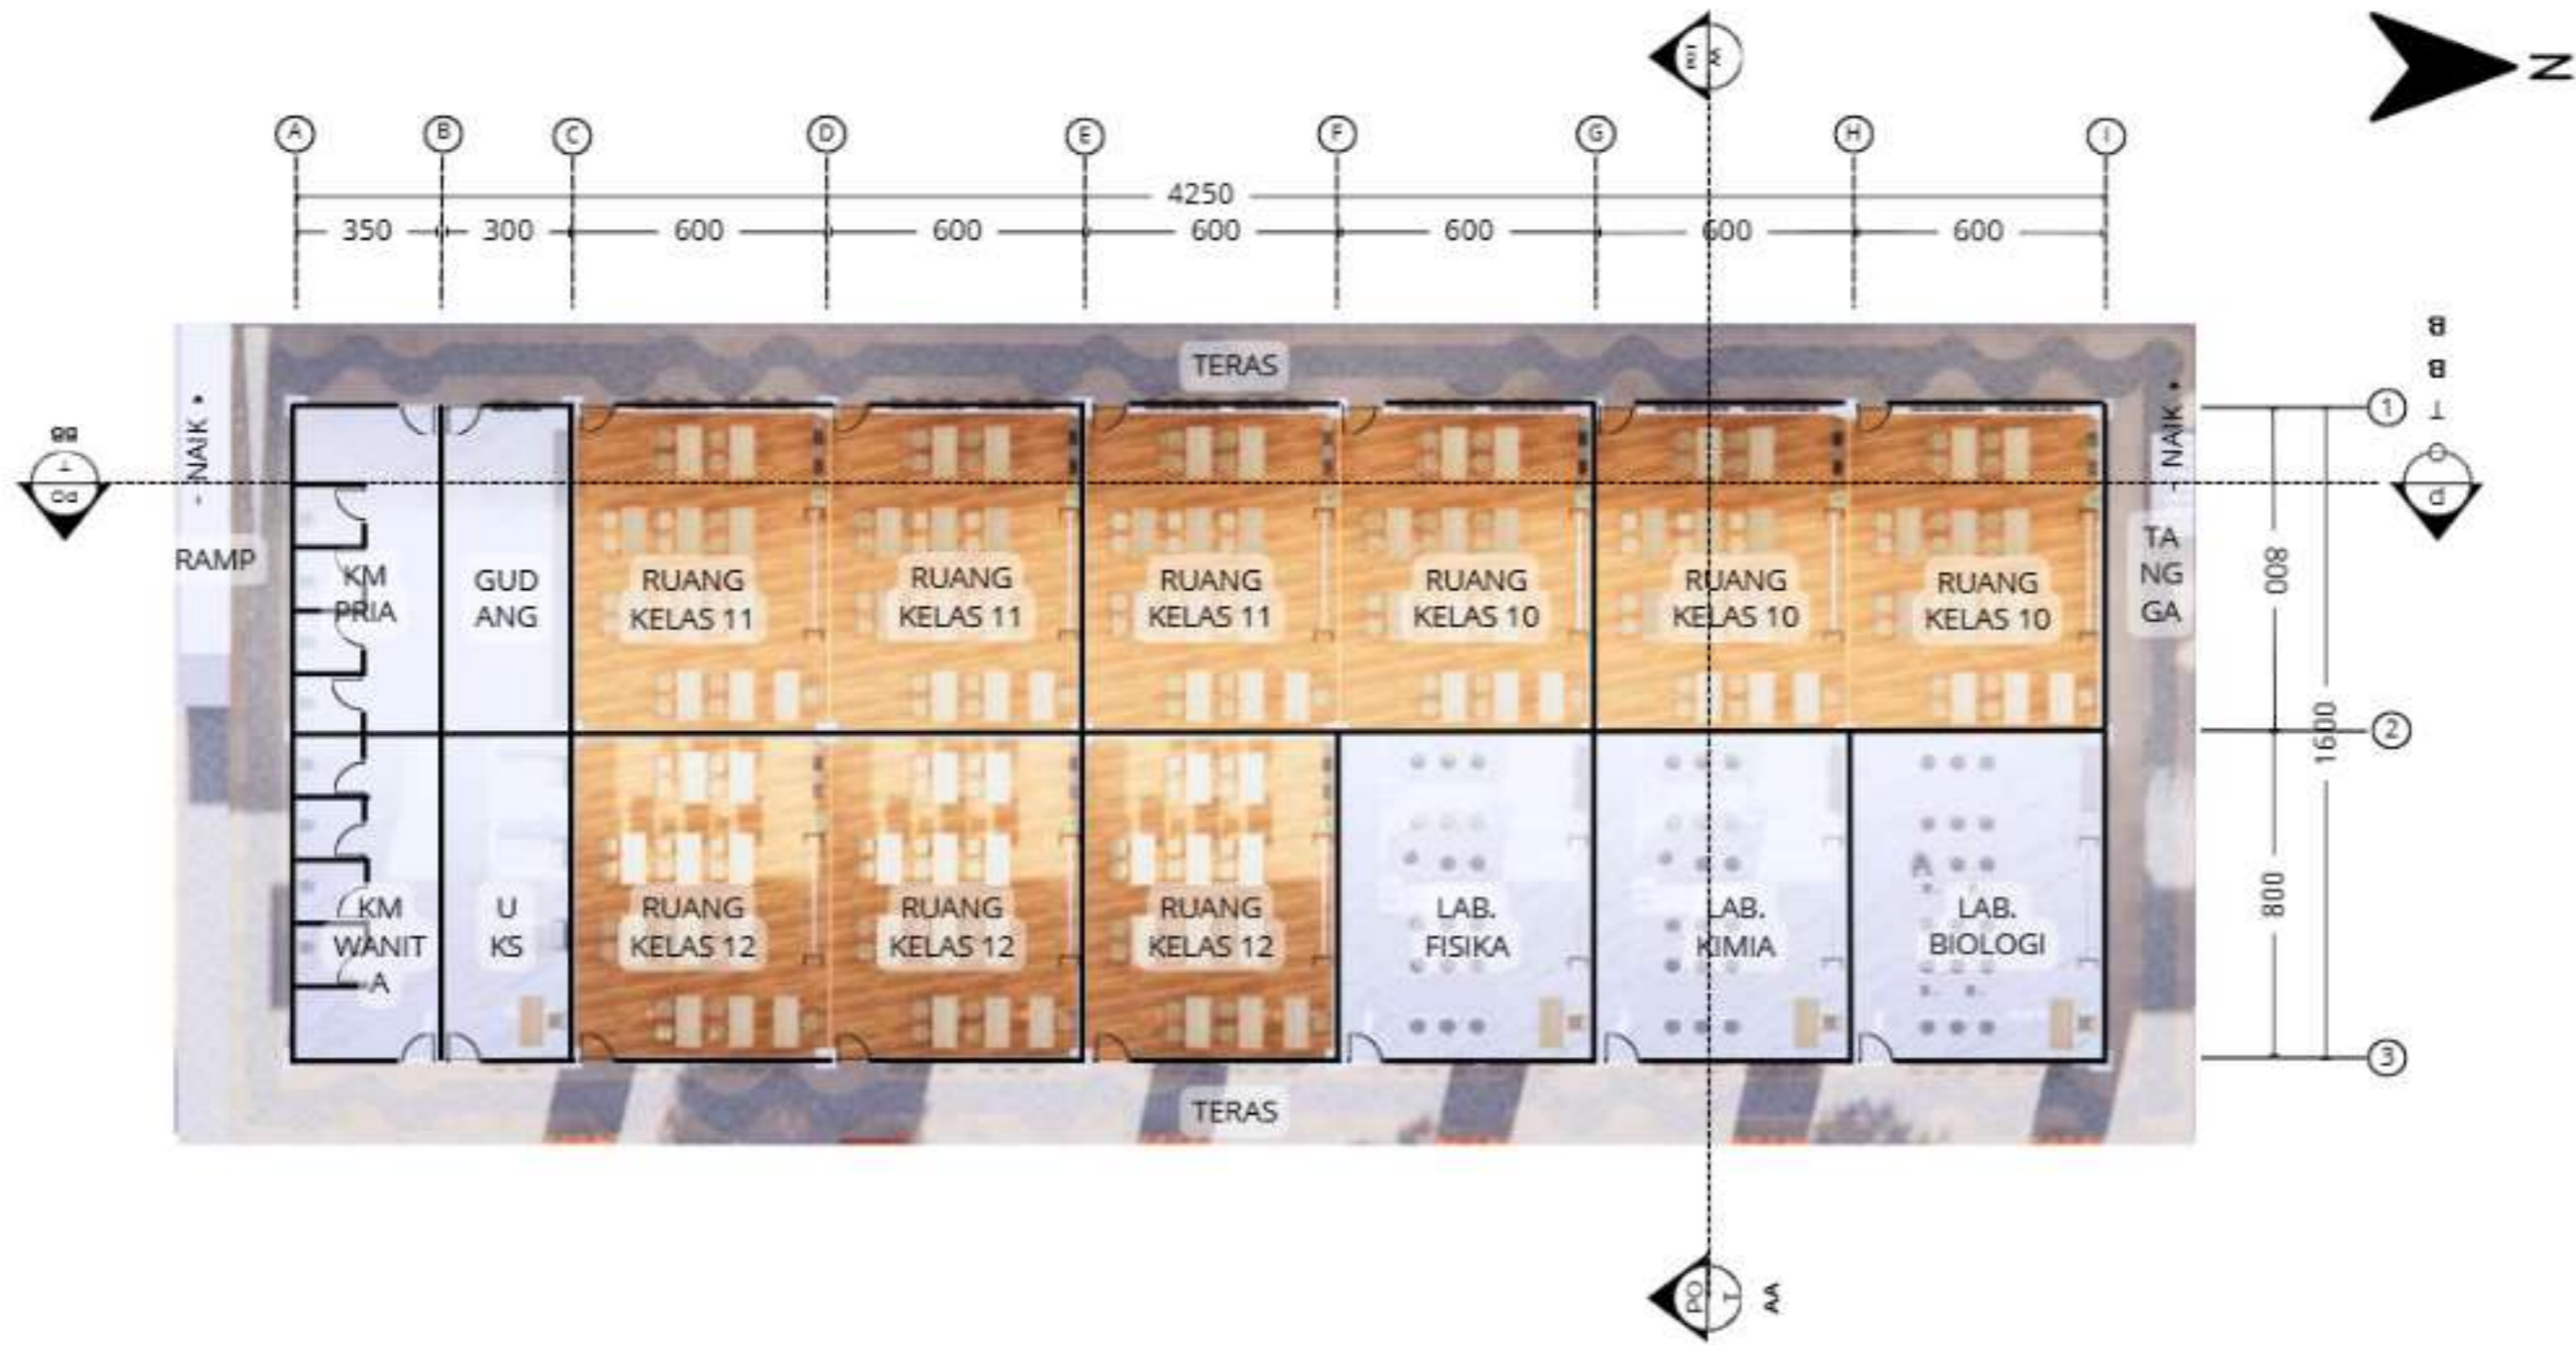 N
A B C D E F G H I
4250
350 300 600 600 600 600 600 600
TERAS
1
- NAIK
- NAIK
BB
B B T O P
RAMP
KM
PRIA
GUD
ANG
RUANG
KELAS 11
RUANG
KELAS 11
RUANG
KELAS 11
RUANG
KELAS 10
RUANG
KELAS 10
RUANG
KELAS 10
TA
NG
GA
800
1600
2
KM
WANIT
A
U
KS
RUANG
KELAS 12
RUANG
KELAS 12
RUANG
KELAS 12
LAB.
FISIKA
LAB.
KIMIA
LAB.
BIOLOGI
800
3
TERAS
PO
T
AA